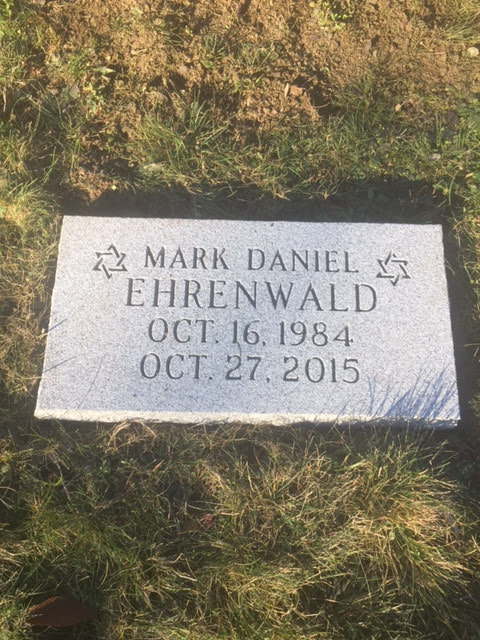 MARK DANIEL
EHRENWALD
OCT. 16, 1984
OCT. 27, 2015